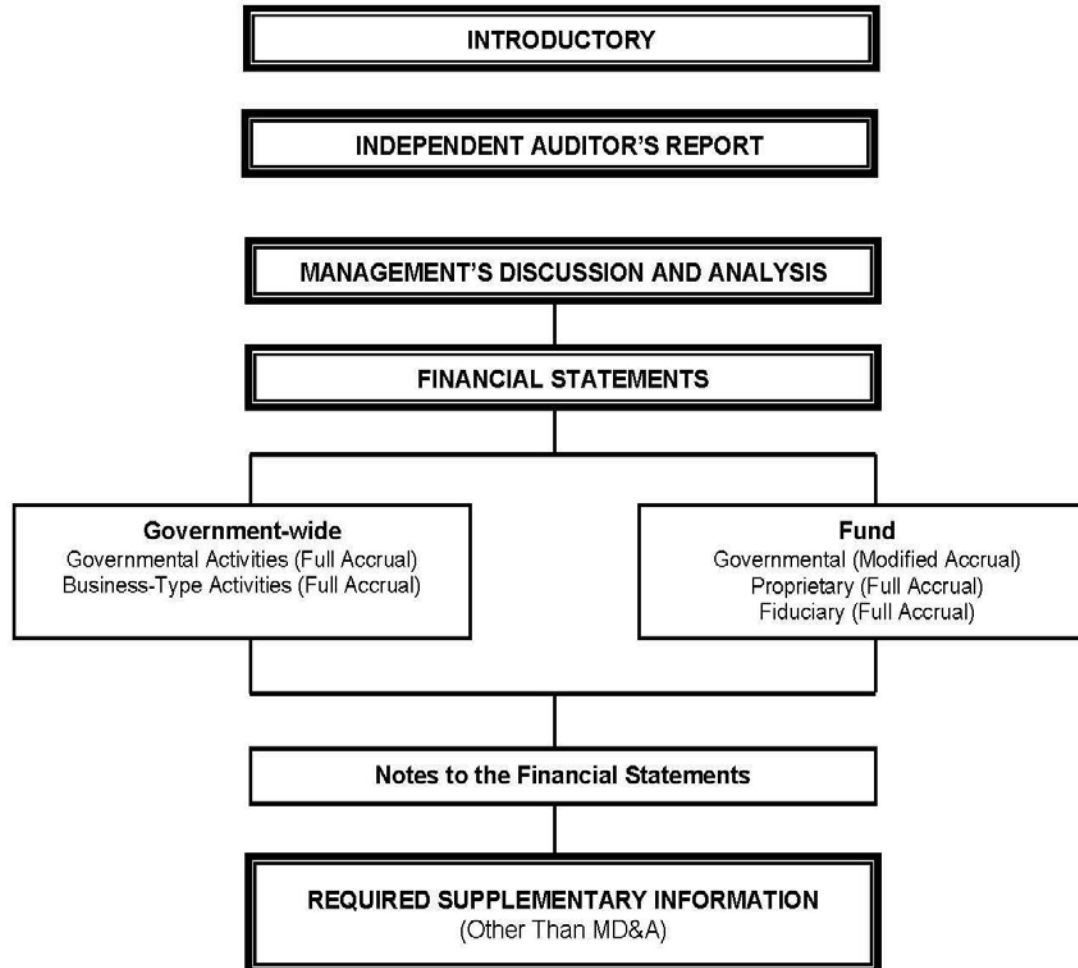 INTRODUCTORY
INDEPENDENT AUDITOR'S REPORT
MANAGEMENT'S DISCUSSION AND ANALYSIS
FINANCIAL STATEMENTS
Government-wide
Governmental Activities (Full Accrual)
Business-Type Activities (Full Accrual)
Fund
Governmental (Modified Accrual)
Proprietary (Full Accrual)
Fiduciary (Full Accrual)
Notes to the Financial Statements
REQUIRED SUPPLEMENTARY INFORMATION
(Other Than MD&A)